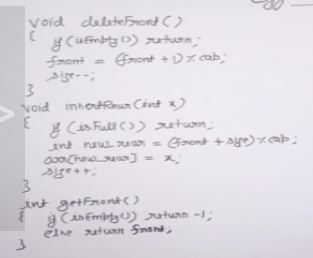 void deleteFront()
{
if (isEmpty()) return;
front = (front + 1) % cap;
size--;
}
void insertRear(int x)
{
if (isFull()) return;
int new_rear = (front + size) % cap;
arr[new_rear] = x;
size++;
}
int getFront()
{
if (isEmpty()) return -1;
else return front;
}